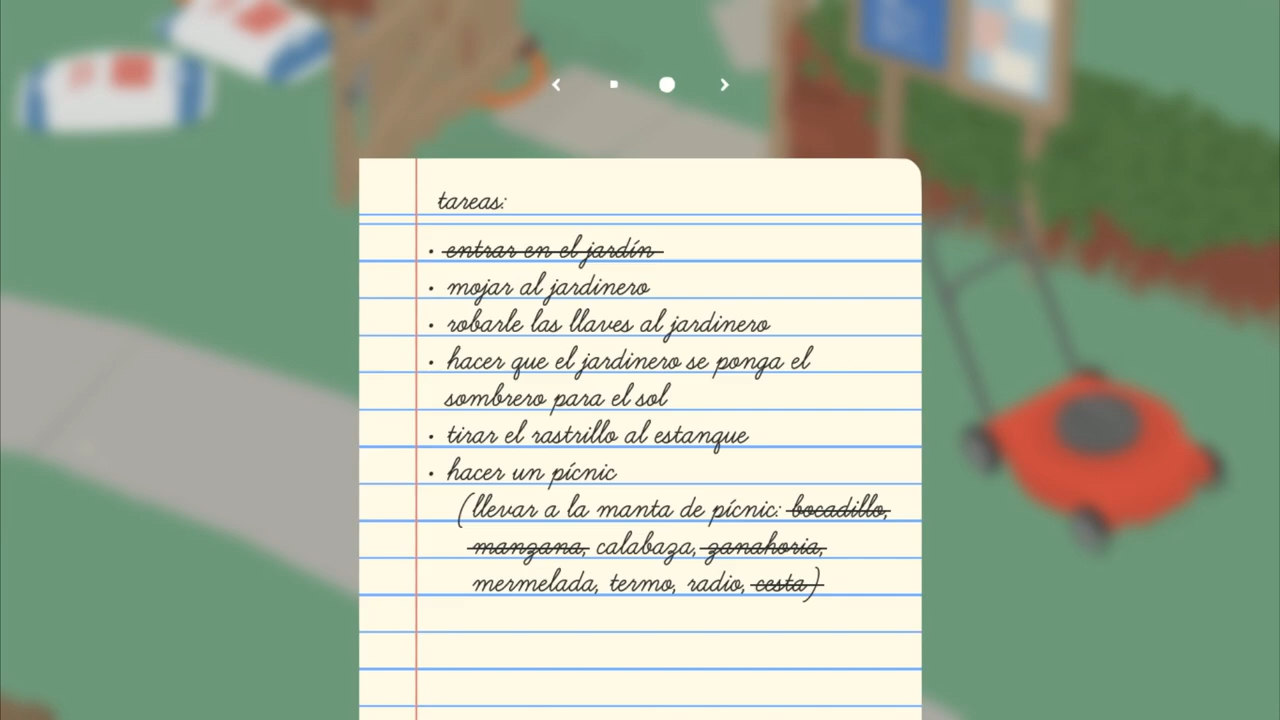 tareas:
• entrar en el jardín
• mojar al jardinero
• robarle las llaves al jardinero
• hacer que el jardinero se ponga el
sombrero para el sol
• tirar el rastrillo al estanque
• hacer un pícnic
(llevar a la manta de pícnic: bocadillo,
manzana, calabaza, zanahoria,
mermelada, termo, radio, cesta)